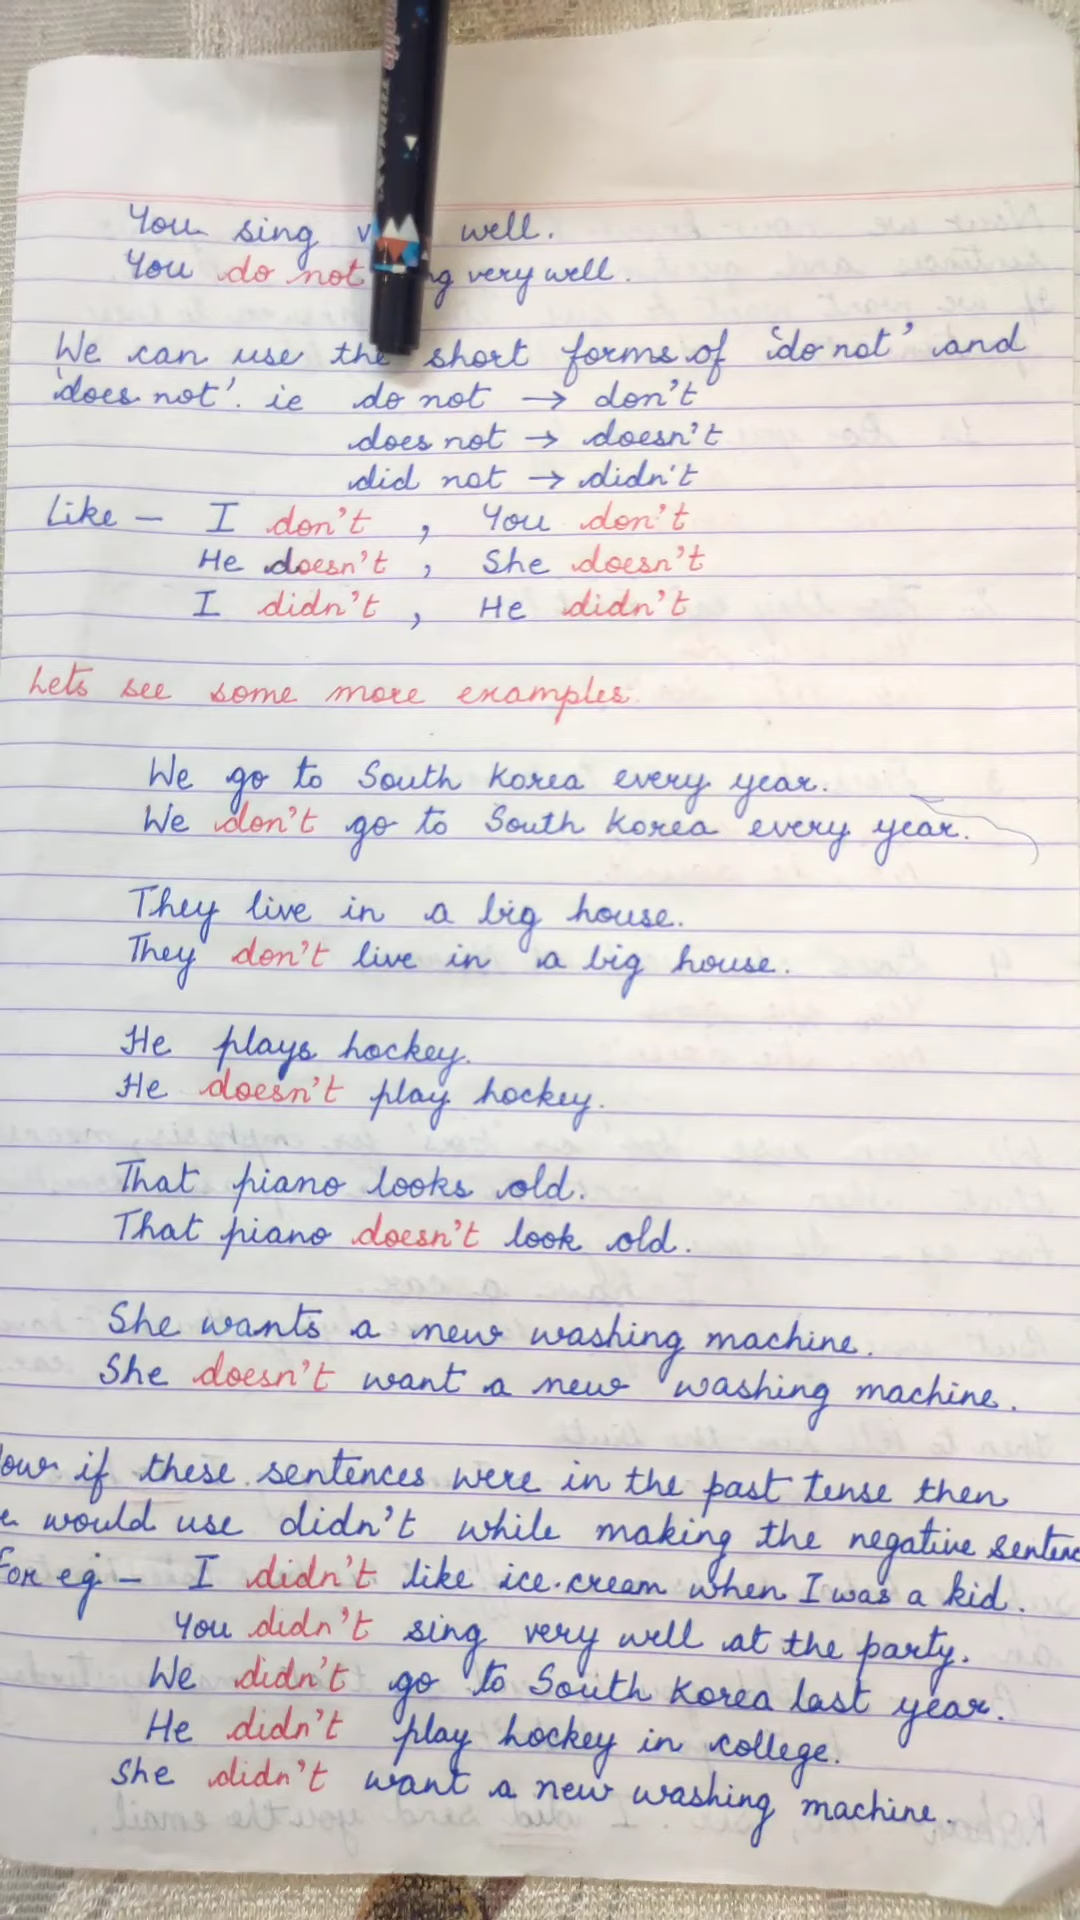 You sing well.
You do not very well.
We can use the short forms of 'do not' and
'does not'. ie do not → don't
does not → doesn't
did not → didn't
Like – I don't , You don't
He doesn't , She doesn't
I didn't , He didn't
Lets see some more examples
We go to South Korea every year.
We don't go to South Korea every year.
They live in a big house.
They don't live in a big house.
He plays hockey.
He doesn't play hockey.
That piano looks old.
That piano doesn't look old.
She wants a new washing machine.
She doesn't want a new washing machine.
if these sentences were in the past tense then
would use didn't while making the negative
For eg – I didn't like ice-cream when I was a kid.
You didn't sing very well at the party.
We didn't go to South Korea last year.
He didn't play hockey in college.
She didn't want a new washing machine.